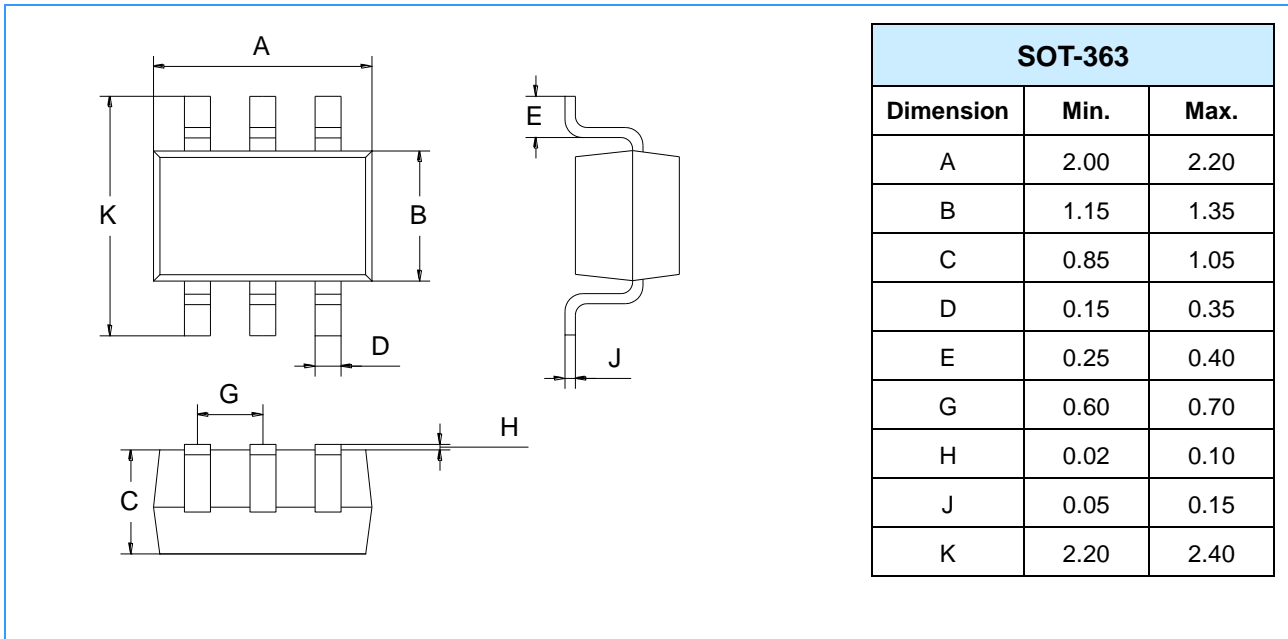 A
K
B
D
G
H
C
E
J
SOT-363
Dimension Min. Max.
A 2.00 2.20
B 1.15 1.35
C 0.85 1.05
D 0.15 0.35
E 0.25 0.40
G 0.60 0.70
H 0.02 0.10
J 0.05 0.15
K 2.20 2.40